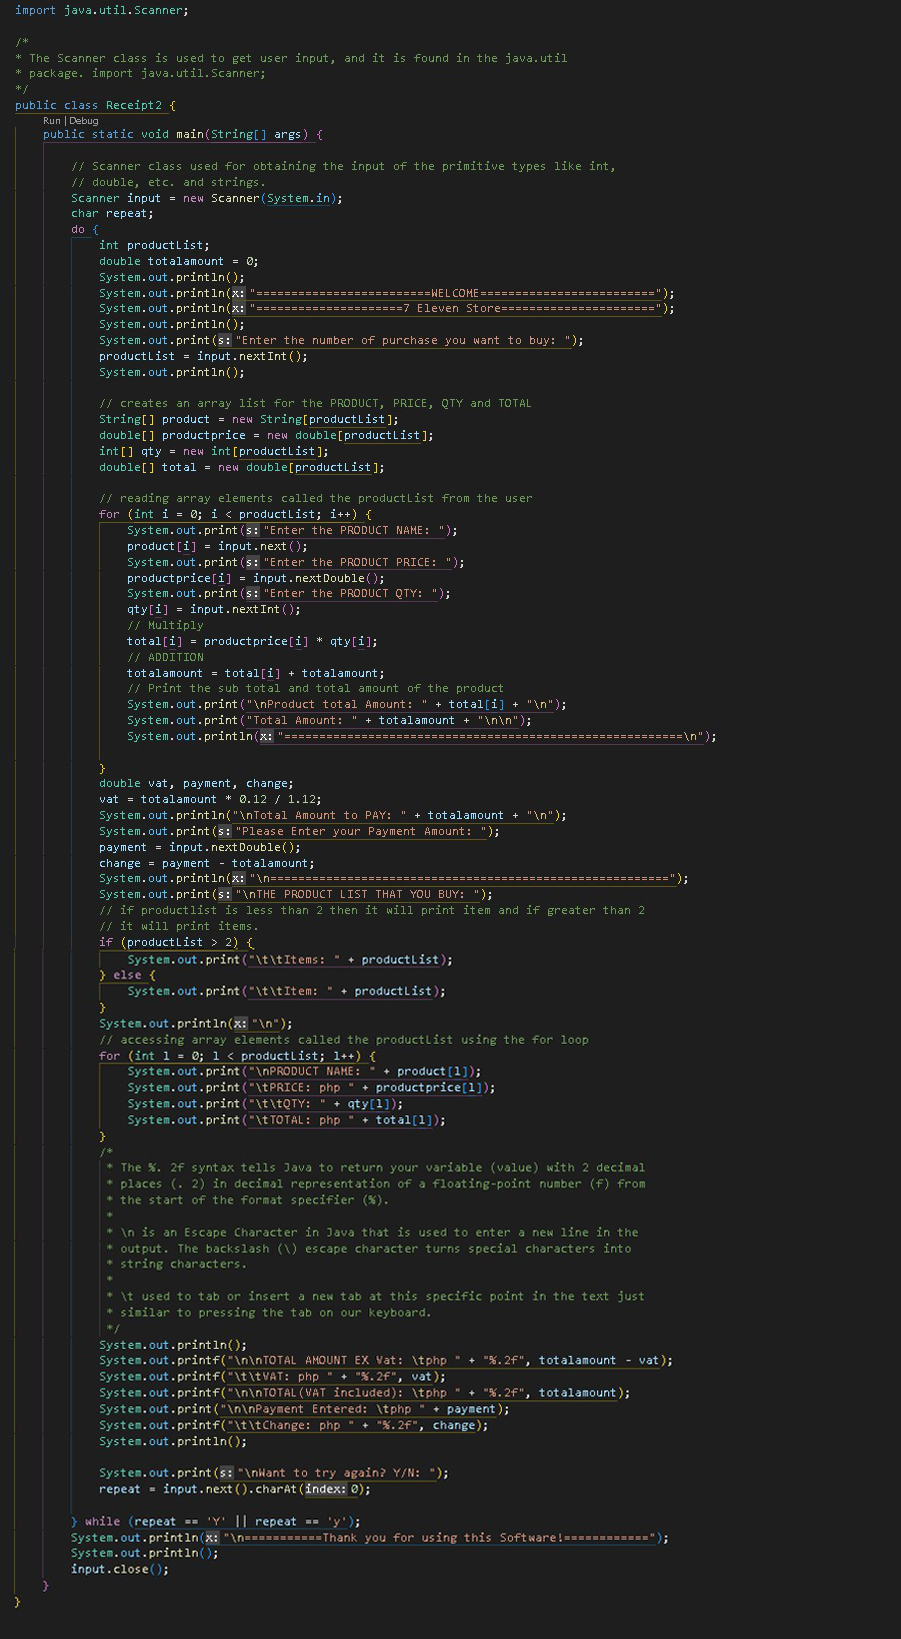 import java.util.Scanner;
/*
* The Scanner class is used to get user input, and it is found in the java.util
* package. import java.util.Scanner;
*/
public class Receipt2 {
Run | Debug
public static void main(String[] args) {
// Scanner class used for obtaining the input of the primitive types like int,
// double, etc. and strings.
Scanner input = new Scanner(System.in);
char repeat;
do {
int productList;
double totalamount = 0;
System.out.println();
System.out.println(x: "=========================WELCOME=========================");
System.out.println(x: "=====================7 Eleven Store======================");
System.out.println();
System.out.print(s: "Enter the number of purchase you want to buy: ");
productList = input.nextInt();
System.out.println();
// creates an array list for the PRODUCT, PRICE, QTY and TOTAL
String[] product = new String[productList];
double[] productprice = new double[productList];
int[] qty = new int[productList];
double[] total = new double[productList];
// reading array elements called the productList from the user
for (int i = 0; i < productList; i++) {
System.out.print(s: "Enter the PRODUCT NAME: ");
product[i] = input.next();
System.out.print(s: "Enter the PRODUCT PRICE: ");
productprice[i] = input.nextDouble();
System.out.print(s: "Enter the PRODUCT QTY: ");
qty[i] = input.nextInt();
// Multiply
total[i] = productprice[i] * qty[i];
// ADDITION
totalamount = total[i] + totalamount;
// Print the sub total and total amount of the product
System.out.print("\nProduct total Amount: " + total[i] + "\n");
System.out.print("Total Amount: " + totalamount + "\n\n");
System.out.println(x: "=========================================================\n");
}
double vat, payment, change;
vat = totalamount * 0.12 / 1.12;
System.out.println("\nTotal Amount to PAY: " + totalamount + "\n");
System.out.print(s: "Please Enter your Payment Amount: ");
payment = input.nextDouble();
change = payment - totalamount;
System.out.println(x: "\n=========================================================");
System.out.print(s: "\nTHE PRODUCT LIST THAT YOU BUY: ");
// if productlist is less than 2 then it will print item and if greater than 2
// it will print items.
if (productList > 2) {
System.out.print("\t\tItems: " + productList);
} else {
System.out.print("\t\tItem: " + productList);
}
System.out.println(x: "\n");
// accessing array elements called the productList using the for loop
for (int l = 0; l < productList; l++) {
System.out.print("\nPRODUCT NAME: " + product[l]);
System.out.print("\tPRICE: php " + productprice[l]);
System.out.print("\t\tQTY: " + qty[l]);
System.out.print("\tTOTAL: php " + total[l]);
}
/*
* The %. 2f syntax tells Java to return your variable (value) with 2 decimal
* places (. 2) in decimal representation of a floating-point number (f) from
* the start of the format specifier (%).
*
* \n is an Escape Character in Java that is used to enter a new line in the
* output. The backslash (\) escape character turns special characters into
* string characters.
*
* \t used to tab or insert a new tab at this specific point in the text just
* similar to pressing the tab on our keyboard.
*/
System.out.println();
System.out.printf("\n\nTOTAL AMOUNT EX Vat: \tphp " + "%.2f", totalamount - vat);
System.out.printf("\t\tVAT: php " + "%.2f", vat);
System.out.printf("\n\nTOTAL(VAT included): \tphp " + "%.2f", totalamount);
System.out.print("\n\nPayment Entered: \tphp " + payment);
System.out.printf("\t\tChange: php " + "%.2f", change);
System.out.println();
System.out.print(s: "\nWant to try again? Y/N: ");
repeat = input.next().charAt(index: 0);
} while (repeat == 'Y' || repeat == 'y');
System.out.println(x: "\n===========Thank you for using this Software!============");
System.out.println();
input.close();
}
}